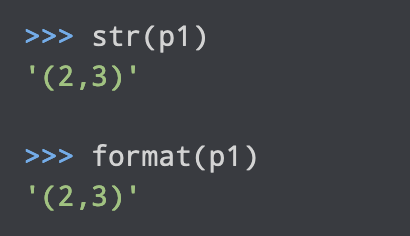 >>> str(p1)
'(2,3)'
>>> format(p1)
'(2,3)'